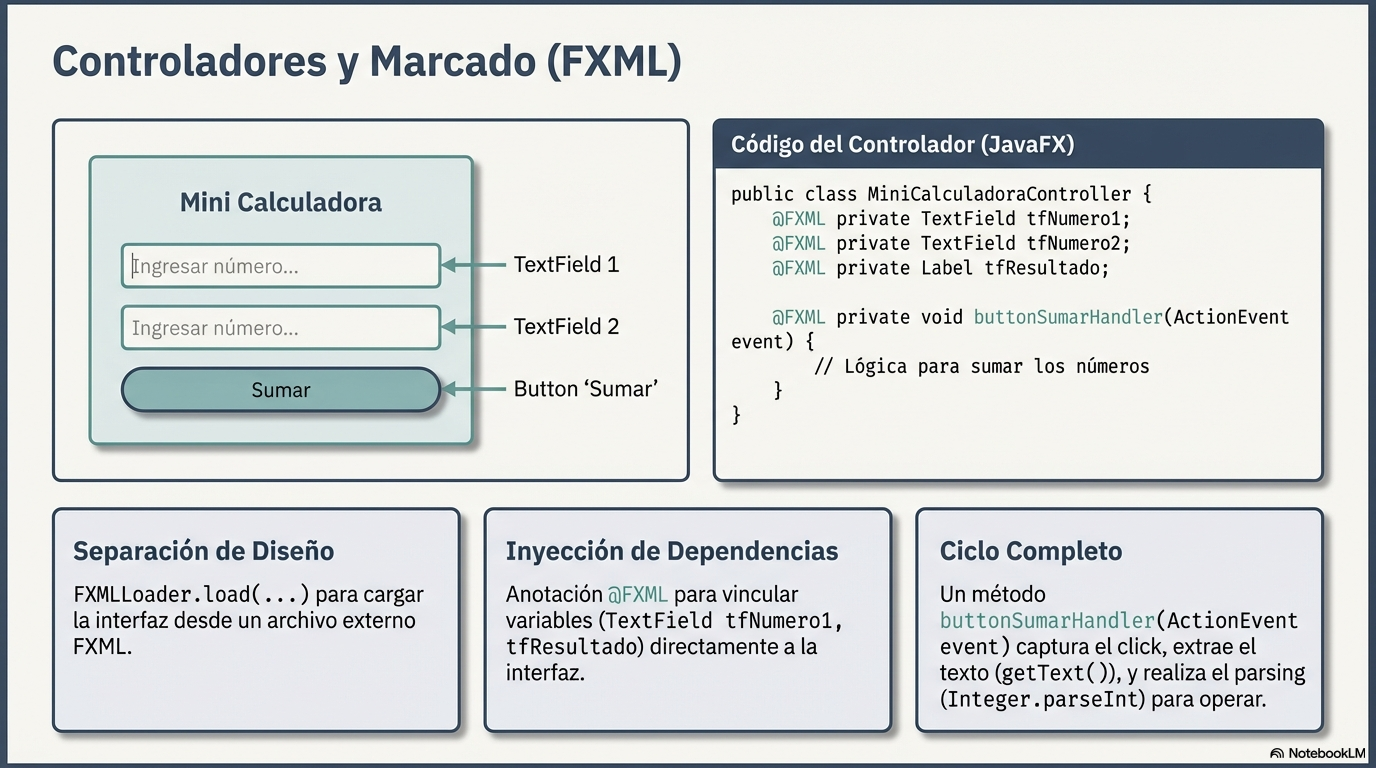 Controladores y Marcado (FXML)
Mini Calculadora
Ingresar número...
TextField 1
Ingresar número...
TextField 2
Sumar
Button ‘Sumar’
Código del Controlador (JavaFX)
public class MiniCalculadoraController {
    @FXML private TextField tfNumero1;
    @FXML private TextField tfNumero2;
    @FXML private Label tfResultado;
    @FXML private void buttonSumarHandler(ActionEvent
event) {
        // Lógica para sumar los números
    }
}
Separación de Diseño
FXMLLoader.load(...) para cargar
la interfaz desde un archivo externo
FXML.
Inyección de Dependencias
Anotación @FXML para vincular
variables (TextField tfNumero1,
tfResultado) directamente a la
interfaz.
Ciclo Completo
Un método
buttonSumarHandler(ActionEvent
event) captura el click, extrae el
texto (getText()), y realiza el parsing
(Integer.parseInt) para operar.
NotebookLM